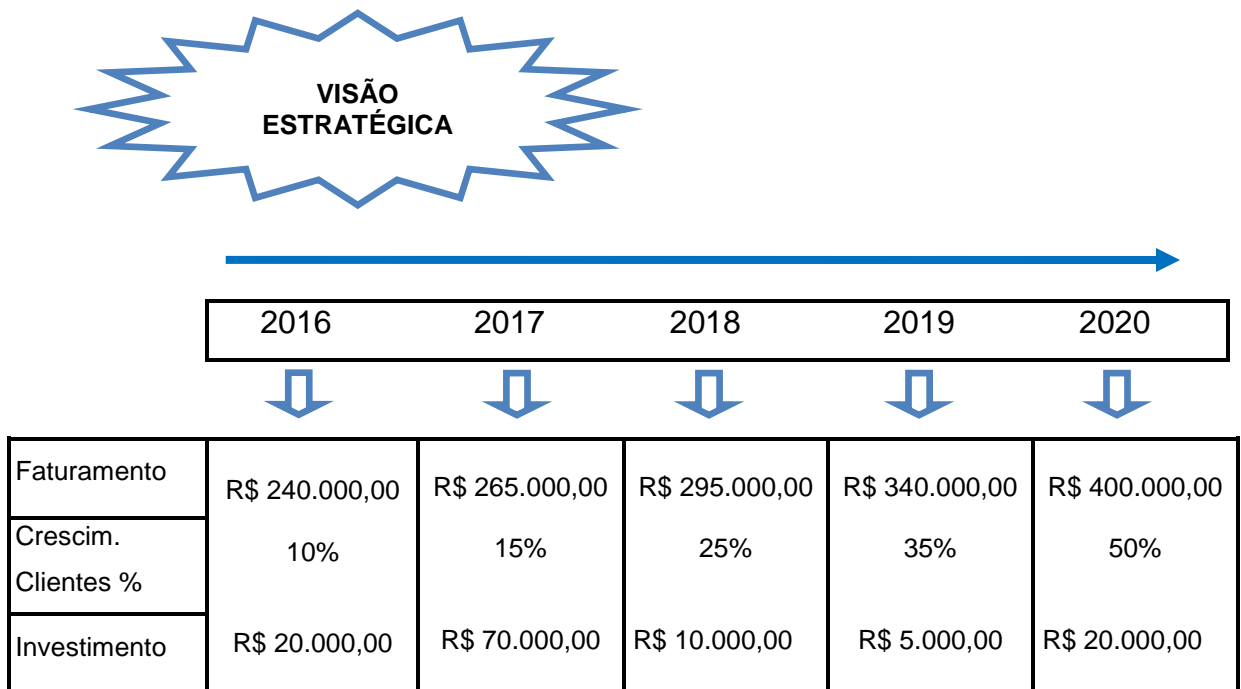 VISÃO
ESTRATÉGICA
2016 2017 2018 2019 2020
Faturamento R$ 240.000,00 R$ 265.000,00 R$ 295.000,00 R$ 340.000,00 R$ 400.000,00
Crescim.
Clientes % 10% 15% 25% 35% 50%
Investimento R$ 20.000,00 R$ 70.000,00 R$ 10.000,00 R$ 5.000,00 R$ 20.000,00